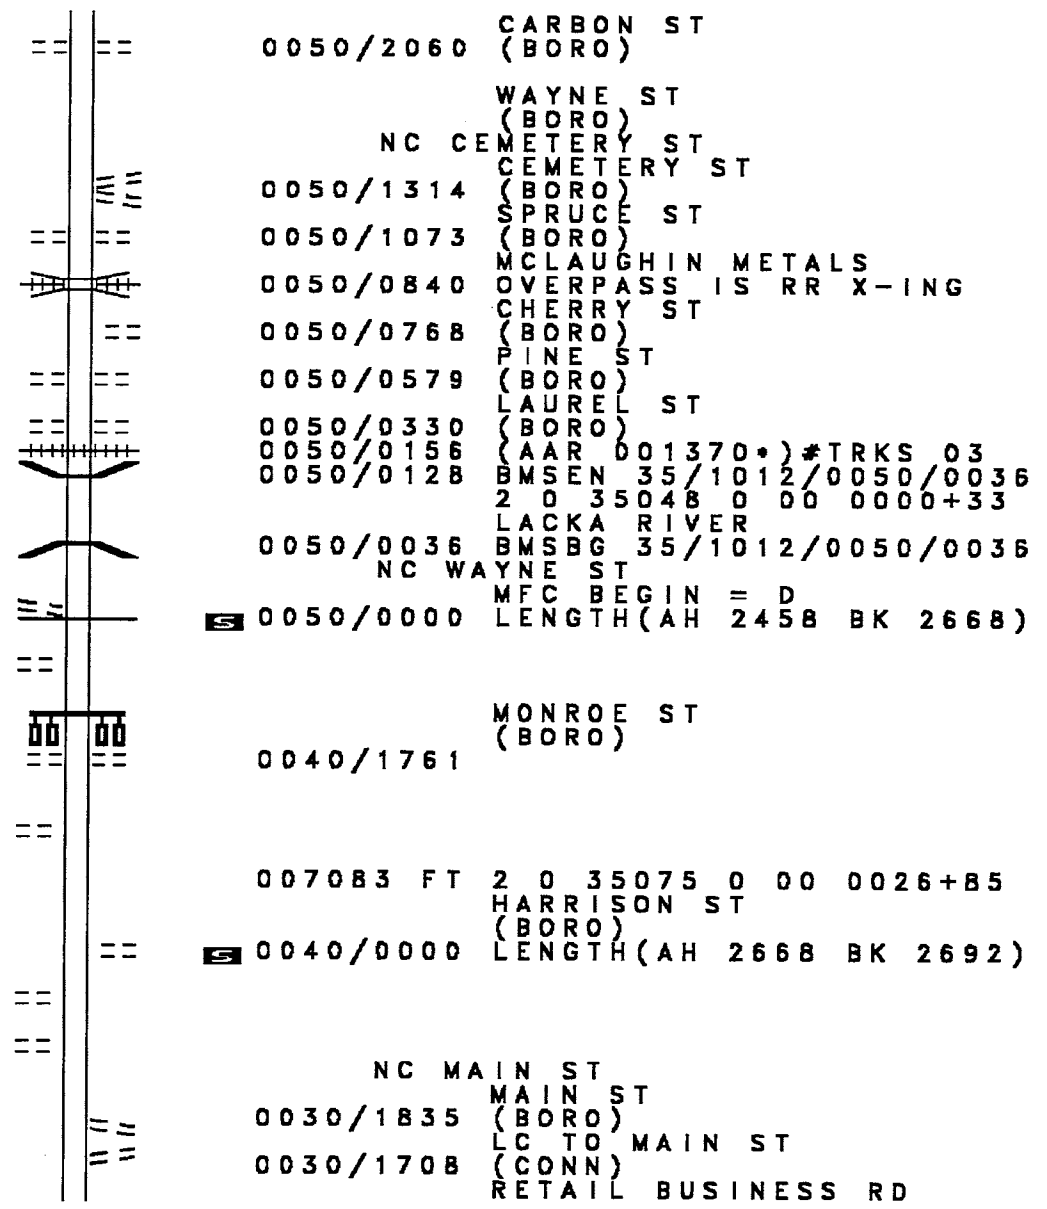 CARBON ST
0050/2060 (BORO)
WAYNE ST
(BORO)
NC CEMETERY ST
CEMETERY ST
0050/1314 (BORO)
SPRUCE ST
0050/1073 (BORO)
MCLAUGHIN METALS
0050/0840 OVERPASS IS RR X-ING
CHERRY ST
0050/0768 (BORO)
PINE ST
0050/0579 (BORO)
LAUREL ST
0050/0330 (BORO)
0050/0156 (AAR 001370*)#TRKS 03
0050/0128 BMSEN 35/1012/0050/0036
2 0 35048 0 00 0000+33
LACKA RIVER
0050/0036 BMSBG 35/1012/0050/0036
NC WAYNE ST
MFC BEGIN = D
S 0050/0000 LENGTH(AH 2458 BK 2668)
MONROE ST
(BORO)
0040/1761
007083 FT 2 0 35075 0 00 0026+85
HARRISON ST
(BORO)
S 0040/0000 LENGTH(AH 2668 BK 2692)
NC MAIN ST
MAIN ST
0030/1835 (BORO)
LC TO MAIN ST
0030/1708 (CONN)
RETAIL BUSINESS RD